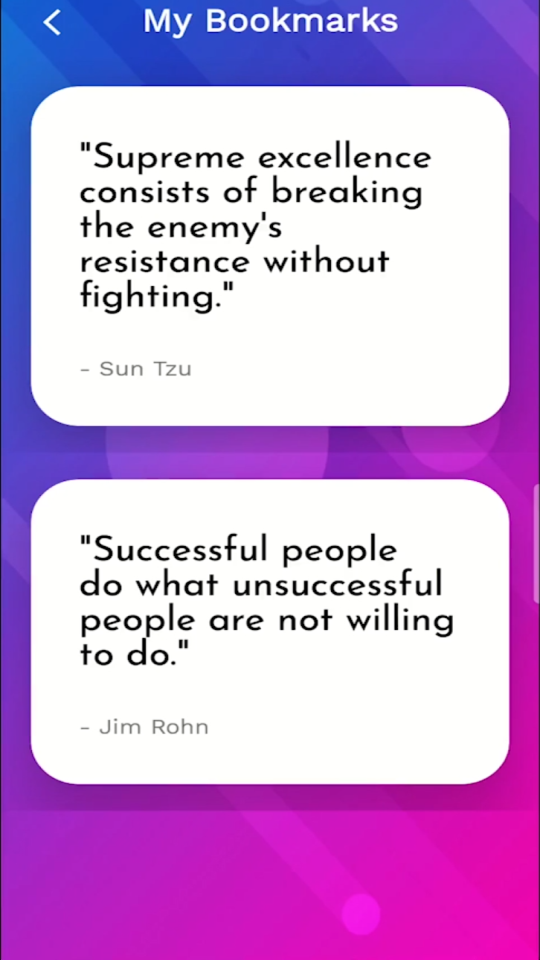 My Bookmarks
"Supreme excellence
consists of breaking
the enemy's
resistance without
fighting."
- Sun Tzu
"Successful people
do what unsuccessful
people are not willing
to do."
- Jim Rohn